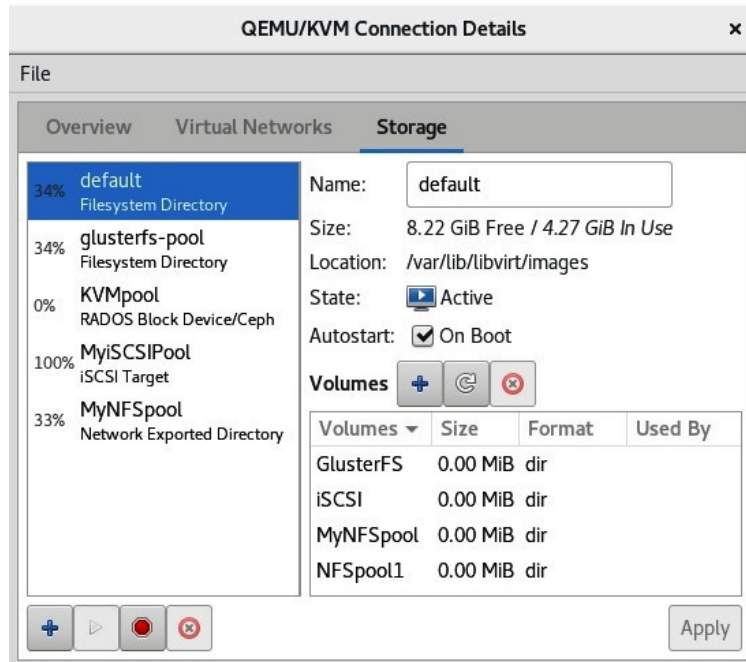 QEMU/KVM Connection Details
File
Overview Virtual Networks Storage
34% default
Filesystem Directory
34% glusterfs-pool
Filesystem Directory
0% KVMpool
RADOS Block Device/Ceph
100% MyiSCSIPool
iSCSI Target
33% MyNFSpool
Network Exported Directory
Name: default
Size: 8.22 GiB Free / 4.27 GiB In Use
Location: /var/lib/libvirt/images
State: Active
Autostart: On Boot
Volumes
Volumes Size Format Used By
GlusterFS 0.00 MiB dir
iSCSI 0.00 MiB dir
MyNFSpool 0.00 MiB dir
NFSpool1 0.00 MiB dir
Apply